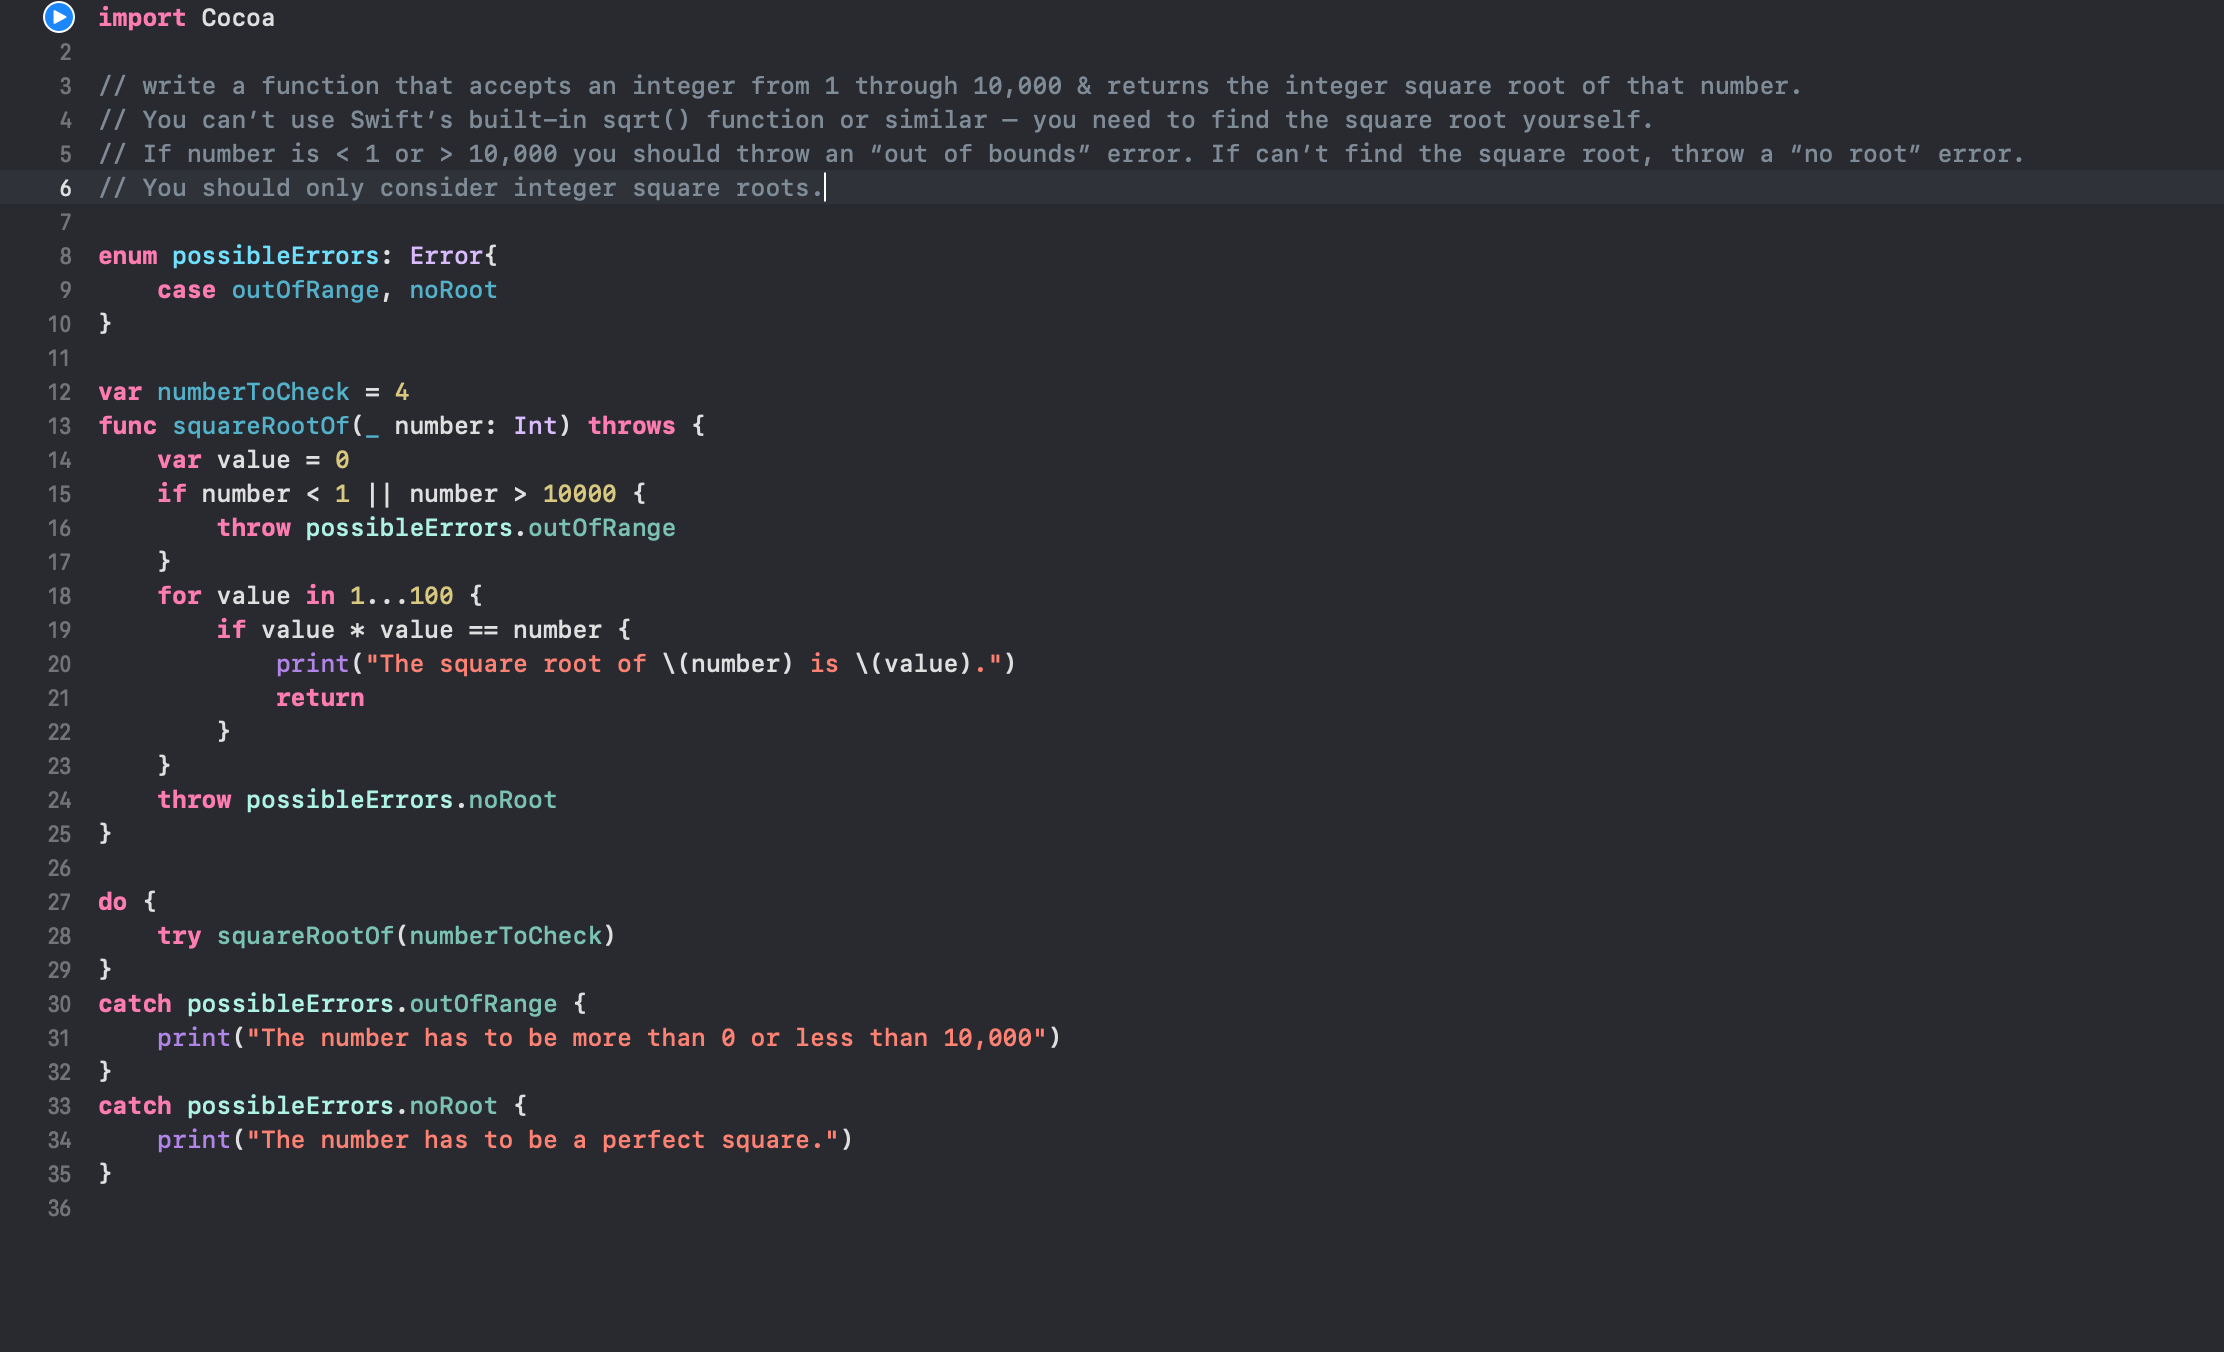 import Cocoa
2
3 // write a function that accepts an integer from 1 through 10,000 & returns the integer square root of that number.
4 // You can’t use Swift’s built-in sqrt() function or similar – you need to find the square root yourself.
5 // If number is < 1 or > 10,000 you should throw an “out of bounds” error. If can’t find the square root, throw a “no root” error.
6 // You should only consider integer square roots.
7
8 enum possibleErrors: Error{
9     case outOfRange, noRoot
10 }
11
12 var numberToCheck = 4
13 func squareRootOf(_ number: Int) throws {
14     var value = 0
15     if number < 1 || number > 10000 {
16         throw possibleErrors.outOfRange
17     }
18     for value in 1...100 {
19         if value * value == number {
20             print("The square root of \(number) is \(value).")
21             return
22         }
23     }
24     throw possibleErrors.noRoot
25 }
26
27 do {
28     try squareRootOf(numberToCheck)
29 }
30 catch possibleErrors.outOfRange {
31     print("The number has to be more than 0 or less than 10,000")
32 }
33 catch possibleErrors.noRoot {
34     print("The number has to be a perfect square.")
35 }
36